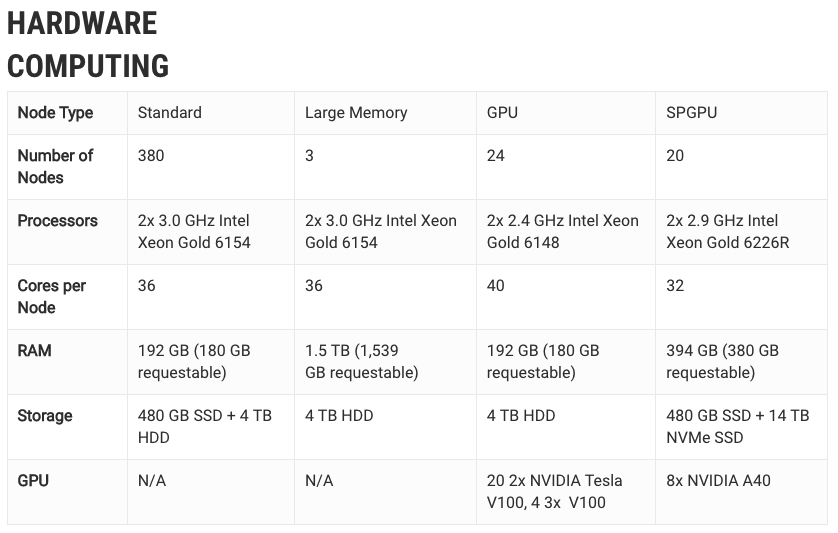 HARDWARE
COMPUTING
Node Type Standard Large Memory GPU SPGPU
Number of Nodes 380 3 24 20
Processors 2x 3.0 GHz Intel Xeon Gold 6154 2x 3.0 GHz Intel Xeon Gold 6154 2x 2.4 GHz Intel Xeon Gold 6148 2x 2.9 GHz Intel Xeon Gold 6226R
Cores per Node 36 36 40 32
RAM 192 GB (180 GB requestable) 1.5 TB (1,539 GB requestable) 192 GB (180 GB requestable) 394 GB (380 GB requestable)
Storage 480 GB SSD + 4 TB HDD 4 TB HDD 4 TB HDD 480 GB SSD + 14 TB NVMe SSD
GPU N/A N/A 20 2x NVIDIA Tesla V100, 4 3x V100 8x NVIDIA A40